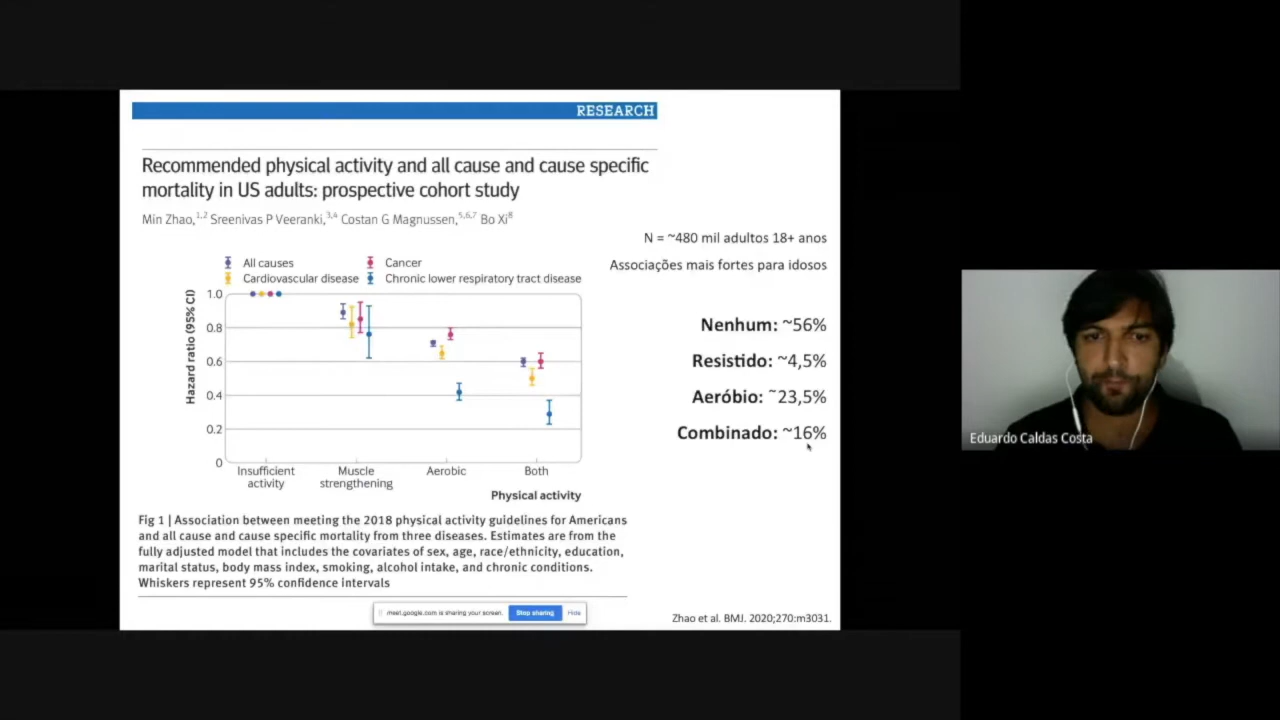 RESEARCH
Recommended physical activity and all cause and cause specific
mortality in US adults: prospective cohort study
Min Zhao,1,2 Sreenivas P Veeranki,3,4 Costan G Magnussen,5,6,7 Bo Xi8
N = ~480 mil adultos 18+ anos
Associações mais fortes para idosos
All causes
Cancer
Cardiovascular disease
Chronic lower respiratory tract disease
Hazard ratio (95% CI)
1.0
0.8
0.6
0.4
0.2
0
Insufficient
activity
Muscle
strengthening
Aerobic
Both
Physical activity
Nenhum: ~56%
Resistido: ~4,5%
Aeróbio: ~23,5%
Combinado: ~16%
Fig 1 | Association between meeting the 2018 physical activity guidelines for Americans
and all cause and cause specific mortality from three diseases. Estimates are from the
fully adjusted model that includes the covariates of sex, age, race/ethnicity, education,
marital status, body mass index, smoking, alcohol intake, and chronic conditions.
Whiskers represent 95% confidence intervals
meet.google.com is sharing your screen.
Stop sharing
Hide
Zhao et al. BMJ. 2020;270:m3031.
Eduardo Caldas Costa